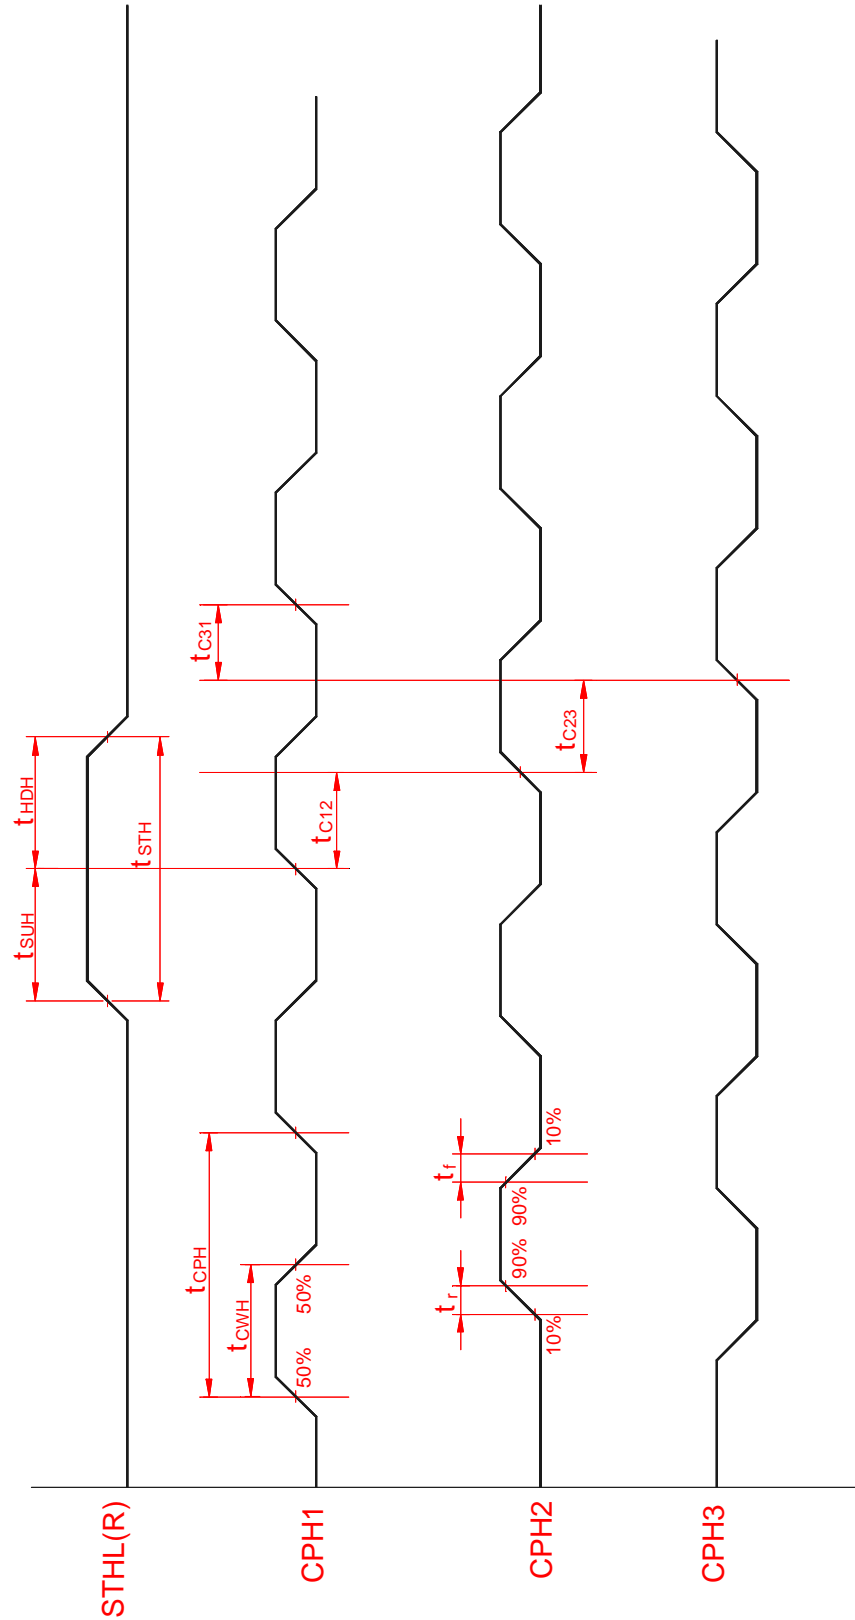 STHL(R)
tSUH
tHDH
tSTH
CPH1
tCWH
tCPH
50%
50%
tC12
tC31
CPH2
tr
tf
10%
90%
90%
10%
tC23
CPH3